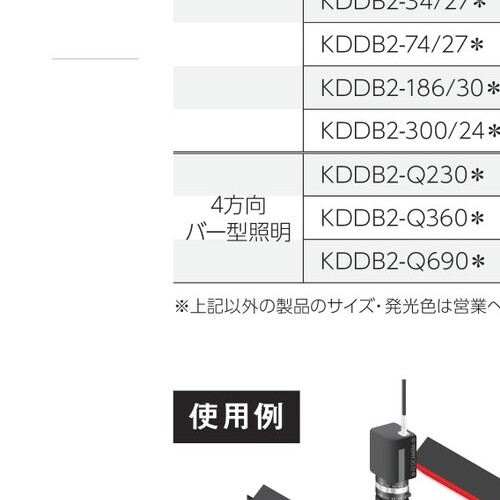 KDDB2-34/27＊
KDDB2-74/27＊
KDDB2-186/30＊
KDDB2-300/24＊
4方向
バー型照明
KDDB2-Q230＊
KDDB2-Q360＊
KDDB2-Q690＊
※上記以外の製品のサイズ・発光色は営業へ
使用例